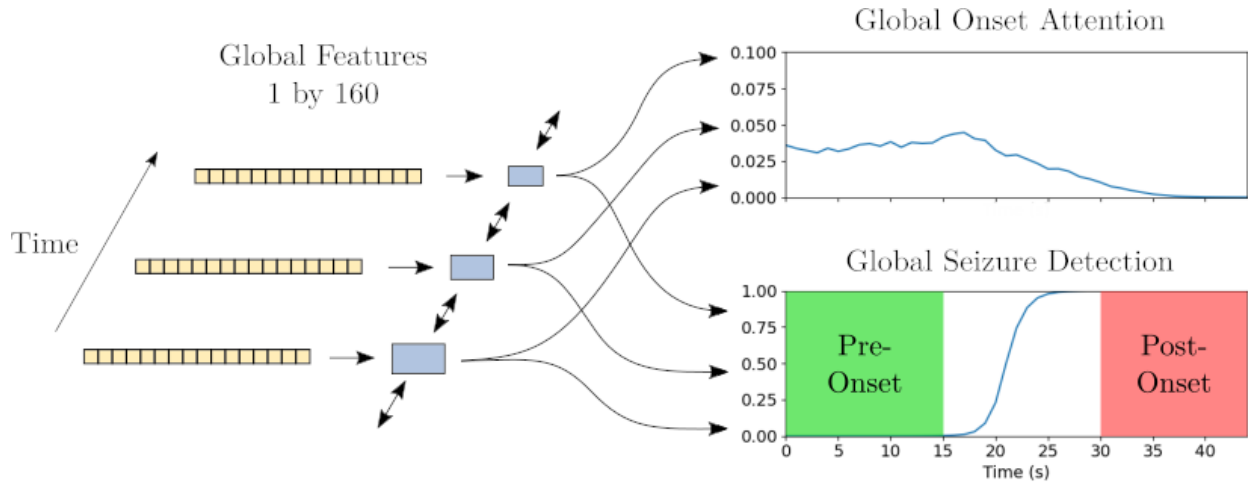 Global Features
1 by 160
Time
Global Onset Attention
0.100
0.075
0.050
0.025
0.000
Global Seizure Detection
1.00
0.75
0.50
0.25
0.00
Pre-
Onset
Post-
Onset
0 5 10 15 20 25 30 35 40
Time (s)